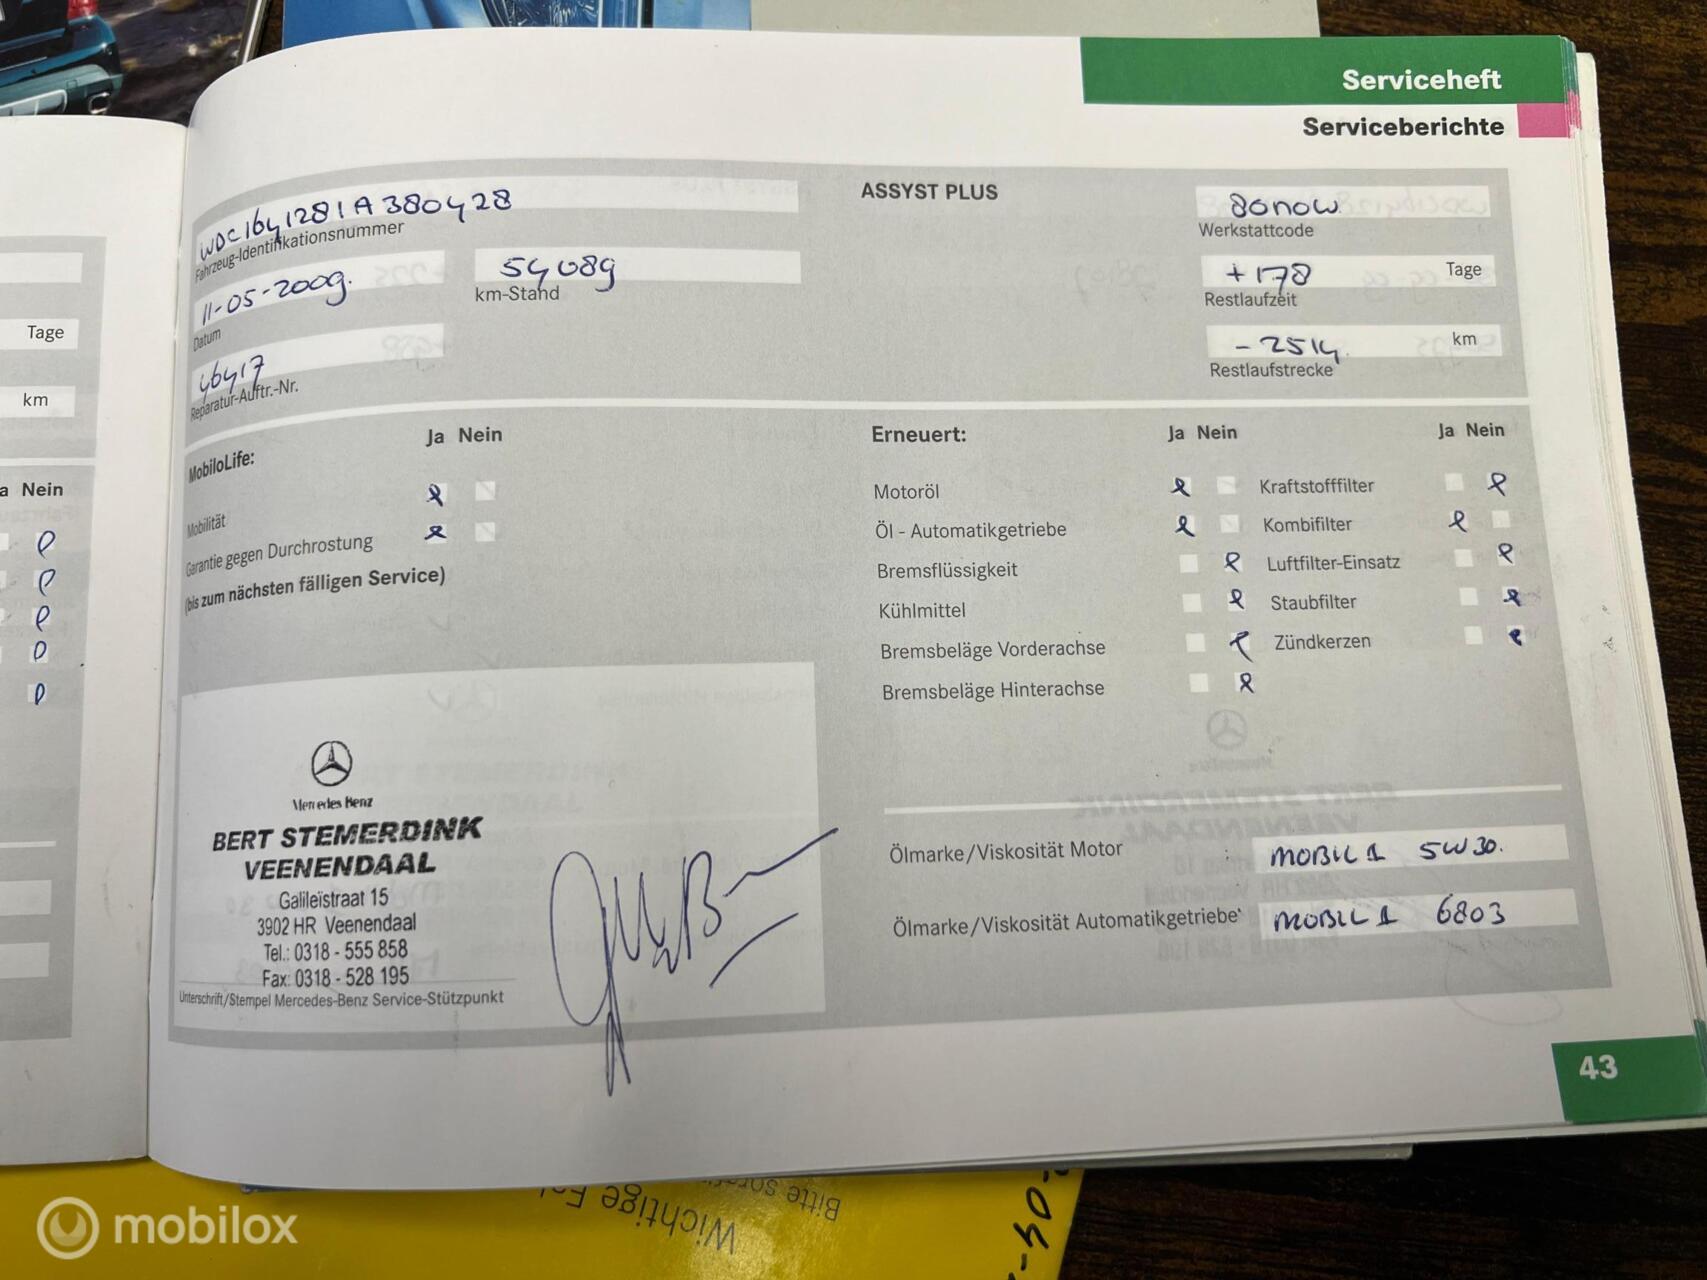 Serviceheft
Serviceberichte
WDC1641281A380428
Fahrzeug-Identifikationsnummer
11-05-2009.
Datum
54089
km-Stand
46417
Reparatur-Auftr.-Nr.
ASSYST PLUS
80now
Werkstattcode
+178 Tage
Restlaufzeit
- 2514 km
Restlaufstrecke
Tage
km
Nein
Ja Nein
MobiloLife:
Mobilität
Garantie gegen Durchrostung
(bis zum nächsten fälligen Service)
Erneuert: Ja Nein Ja Nein
Motoröl Kraftstofffilter
Öl - Automatikgetriebe Kombifilter
Bremsflüssigkeit Luftfilter-Einsatz
Kühlmittel Staubfilter
Bremsbeläge Vorderachse Zündkerzen
Bremsbeläge Hinterachse
Mercedes Benz
BERT STEMERDINK
VEENENDAAL
Galileïstraat 15
3902 HR Veenendaal
Tel.: 0318 - 555 858
Fax: 0318 - 528 195
Unterschrift/Stempel Mercedes-Benz Service-Stützpunkt
Ölmarke/Viskosität Motor MOBIL 1 5W30.
Ölmarke/Viskosität Automatikgetriebe MOBIL 1 6803
43
Wichtige
Bitte
mobilox